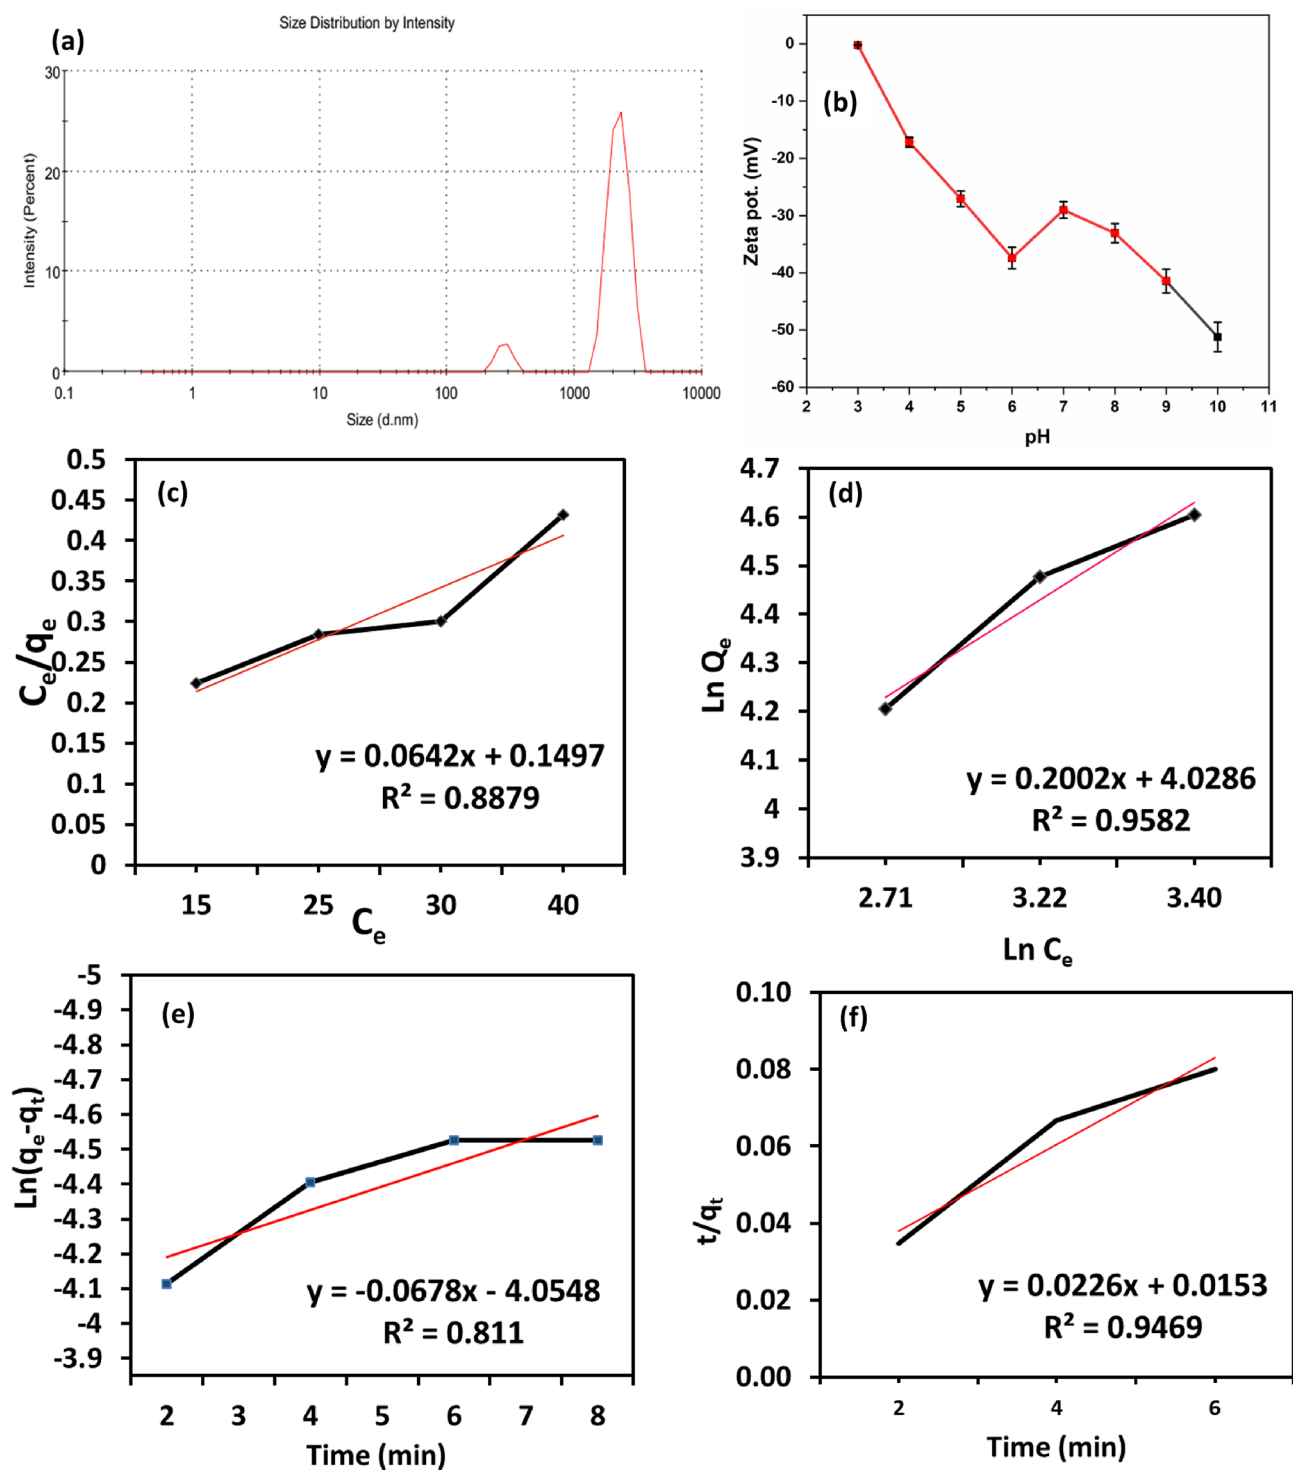 Size Distribution by Intensity
(a)
30
20
10
0
Intensity (Percent)
0.1 1 10 100 1000 10000
Size (d.nm)
(b)
0
-10
-20
-30
-40
-50
-60
Zeta pot. (mV)
2 3 4 5 6 7 8 9 10 11
pH
(c)
0.5
0.45
0.4
0.35
0.3
0.25
0.2
0.15
0.1
0.05
0
Ce/qe
y = 0.0642x + 0.1497
R² = 0.8879
15 25 30 40
Ce
(d)
4.7
4.6
4.5
4.4
4.3
4.2
4.1
4
3.9
Ln Qe
y = 0.2002x + 4.0286
R² = 0.9582
2.71 3.22 3.40
Ln Ce
(e)
-5
-4.9
-4.8
-4.7
-4.6
-4.5
-4.4
-4.3
-4.2
-4.1
-4
-3.9
Ln(qe-qt)
y = -0.0678x - 4.0548
R² = 0.811
2 3 4 5 6 7 8
Time (min)
(f)
0.10
0.08
0.06
0.04
0.02
0.00
t/qt
y = 0.0226x + 0.0153
R² = 0.9469
2 4 6
Time (min)